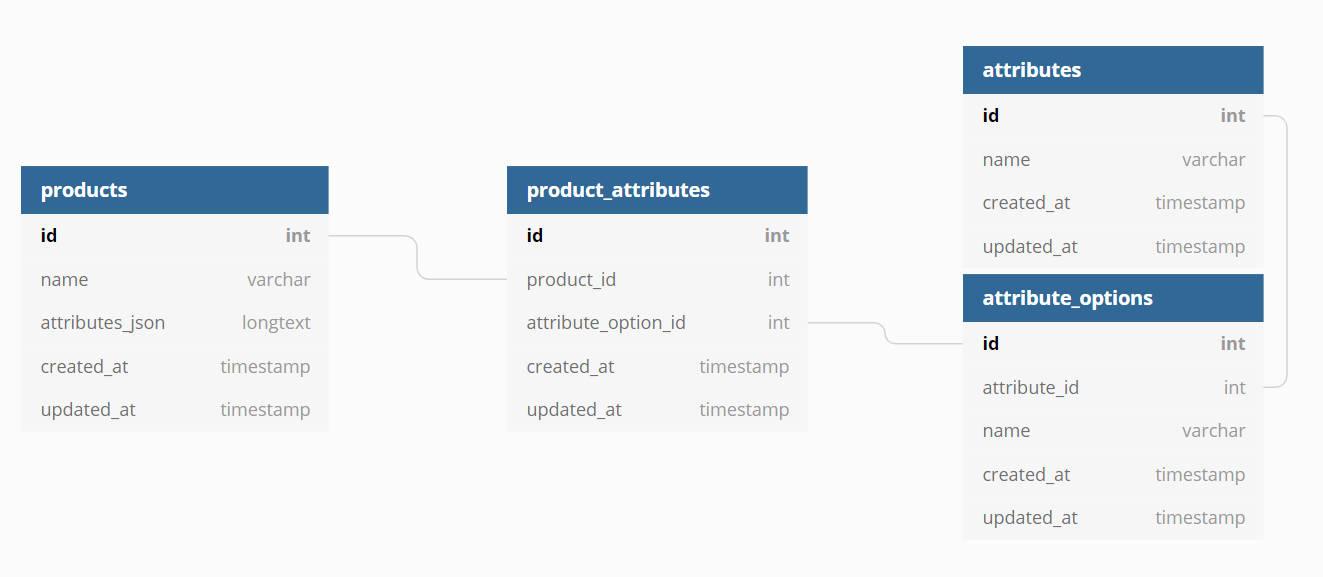 products
id int
name varchar
attributes_json longtext
created_at timestamp
updated_at timestamp
product_attributes
id int
product_id int
attribute_option_id int
created_at timestamp
updated_at timestamp
attributes
id int
name varchar
created_at timestamp
updated_at timestamp
attribute_options
id int
attribute_id int
name varchar
created_at timestamp
updated_at timestamp